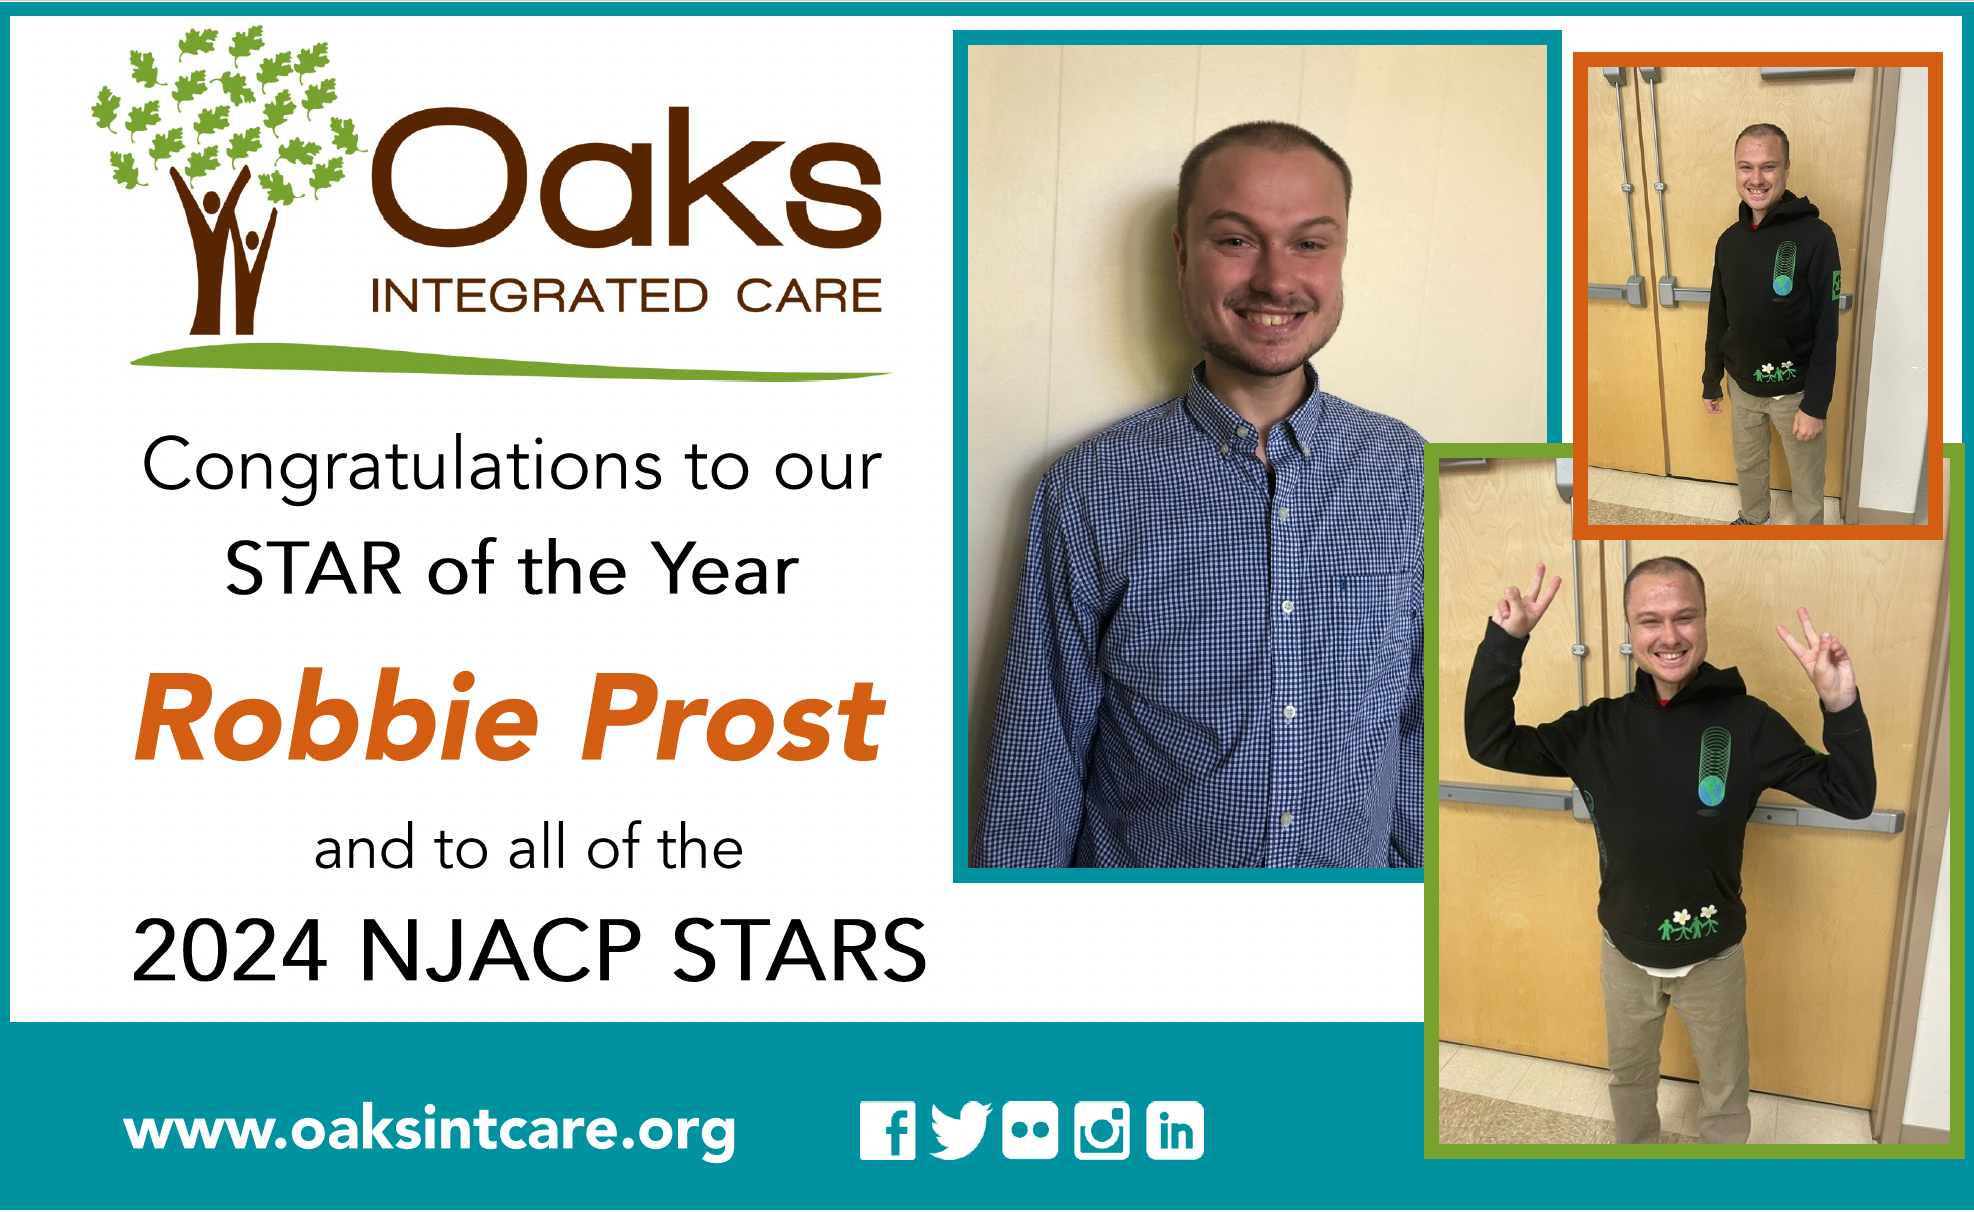 Oaks
INTEGRATED CARE
Congratulations to our
STAR of the Year
Robbie Prost
and to all of the
2024 NJACP STARS
www.oaksintcare.org